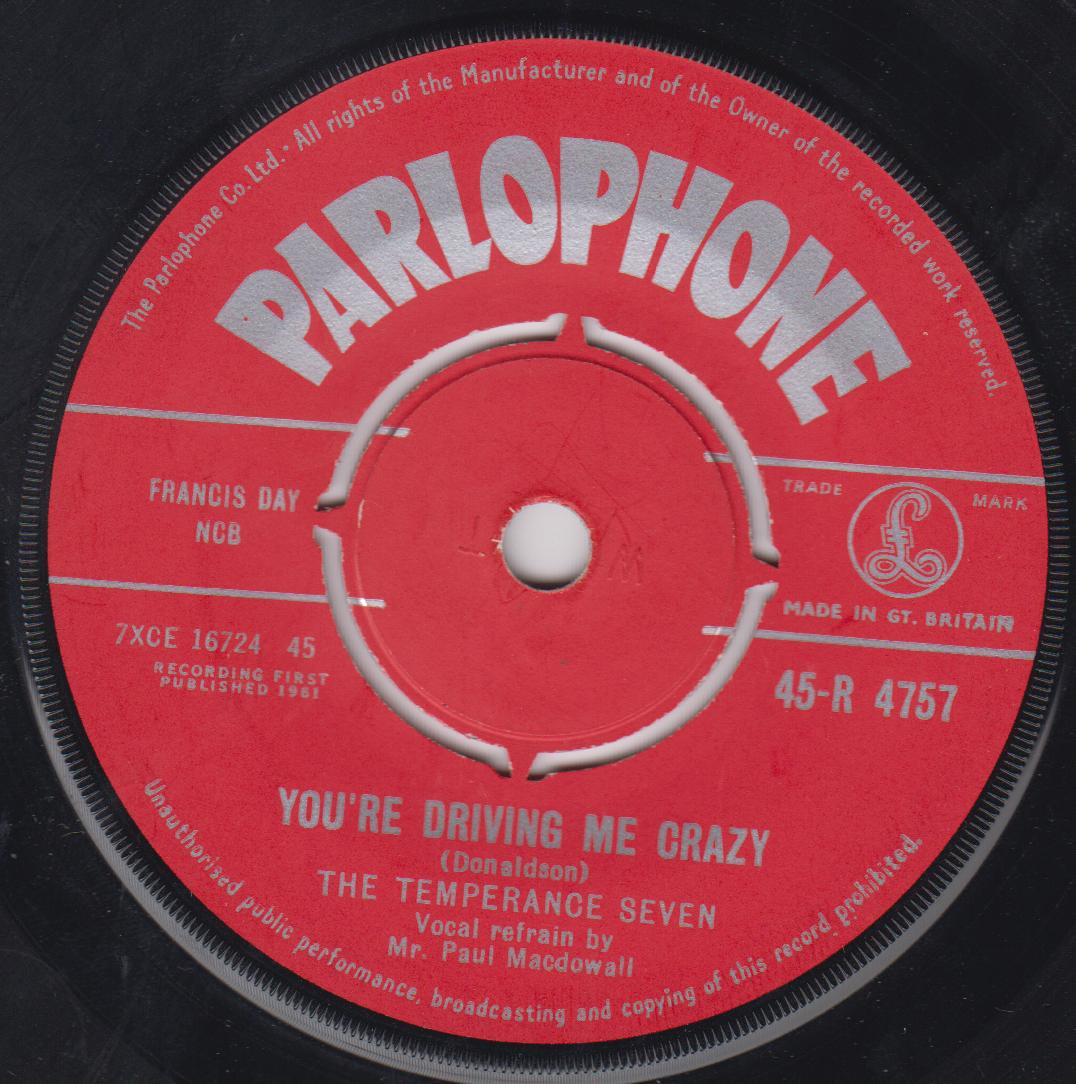 The Parlophone Co. Ltd. · All rights of the Manufacturer and of the Owner of the recorded work reserved.
PARLOPHONE
FRANCIS DAY
NCB
TRADE MARK
£
MADE IN GT. BRITAIN
7XCE 16724 45
RECORDING FIRST
PUBLISHED 1961
45-R 4757
YOU'RE DRIVING ME CRAZY
(Donaldson)
THE TEMPERANCE SEVEN
Vocal refrain by
Mr. Paul Macdowall
Unauthorised public performance, broadcasting and copying of this record prohibited.